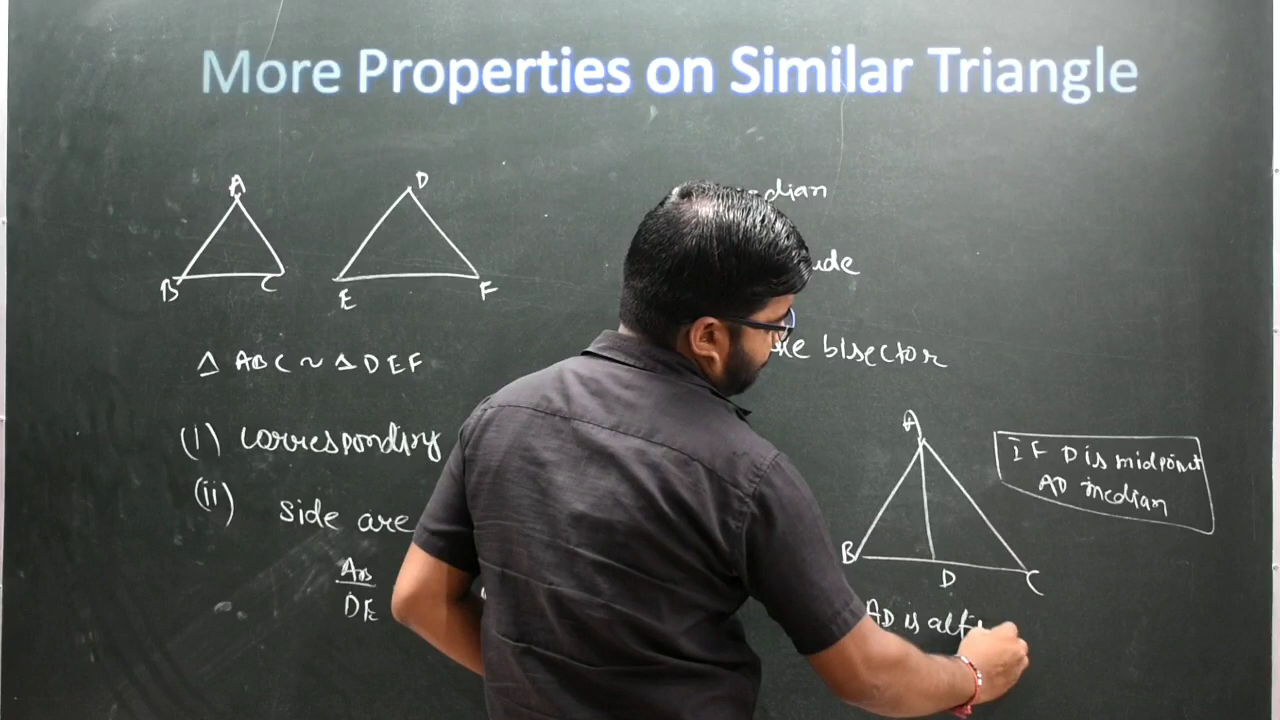 More Properties on Similar Triangle
A
D
B
C
E
F
△ ABC ~ △ DEF
(i) corresponding
(ii) side are
AB
DE
dian
ude
bisector
A
B
D
C
IF D is midpoint
AD median
AD is alti